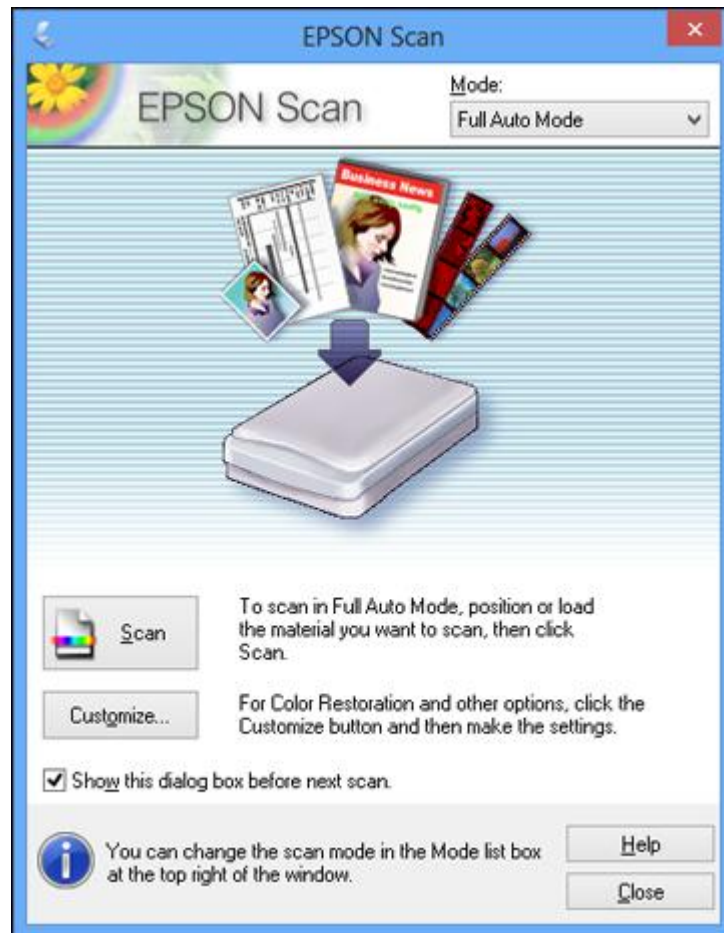 EPSON Scan
EPSON Scan
Mode:
Full Auto Mode
Business News
Scan
To scan in Full Auto Mode, position or load
the material you want to scan, then click
Scan.
Customize...
For Color Restoration and other options, click the
Customize button and then make the settings.
Show this dialog box before next scan.
You can change the scan mode in the Mode list box
at the top right of the window.
Help
Close